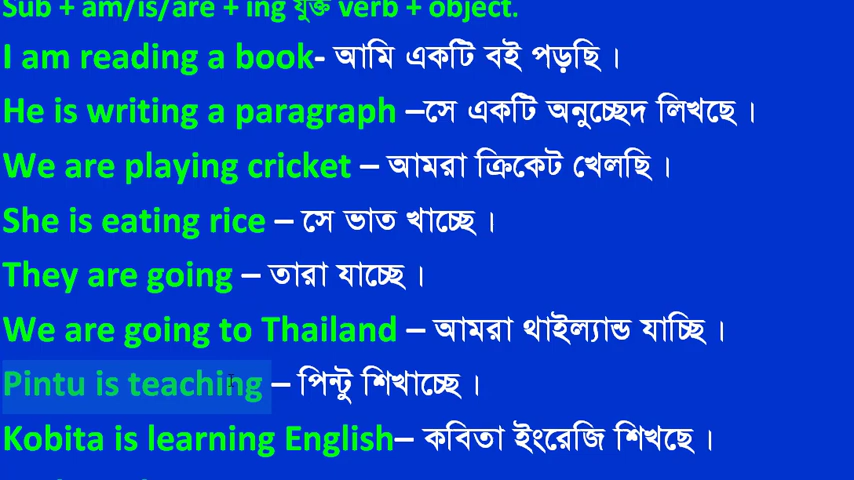 Sub + am/is/are + ing যুক্ত verb + object.
I am reading a book- আমি একটি বই পড়ছি ।
He is writing a paragraph –সে একটি অনুচ্ছেদ লিখছে ।
We are playing cricket – আমরা ক্রিকেট খেলছি ।
She is eating rice – সে ভাত খাচ্ছে ।
They are going – তারা যাচ্ছে ।
We are going to Thailand – আমরা থাইল্যান্ড যাচ্ছি ।
Pintu is teaching – পিন্টু শিখাচ্ছে ।
Kobita is learning English– কবিতা ইংরেজি শিখছে ।